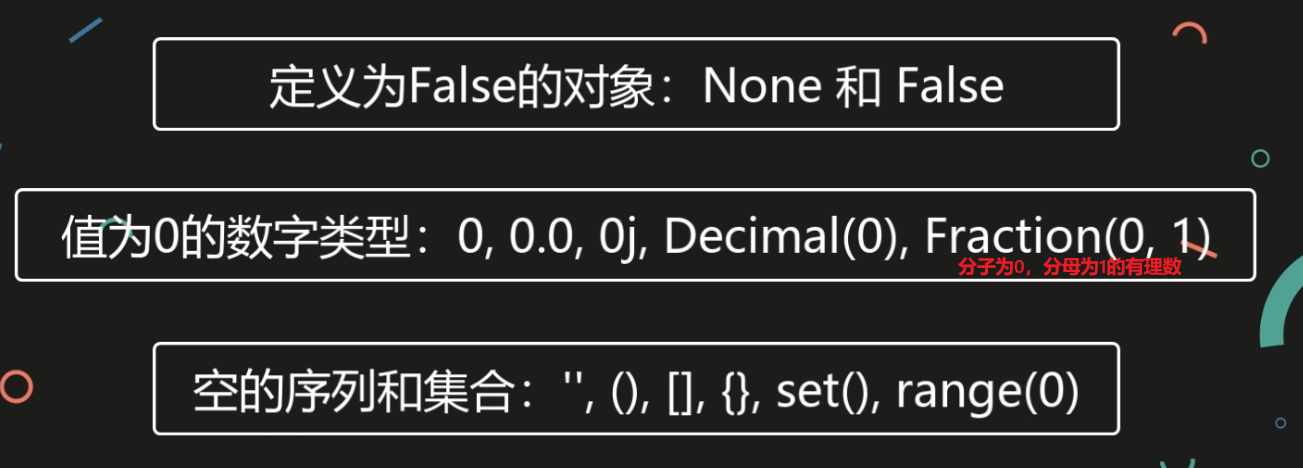 定义为False的对象：None 和 False
值为0的数字类型：0, 0.0, 0j, Decimal(0), Fraction(0, 1)
分子为0，分母为1的有理数
空的序列和集合：'', (), [], {}, set(), range(0)